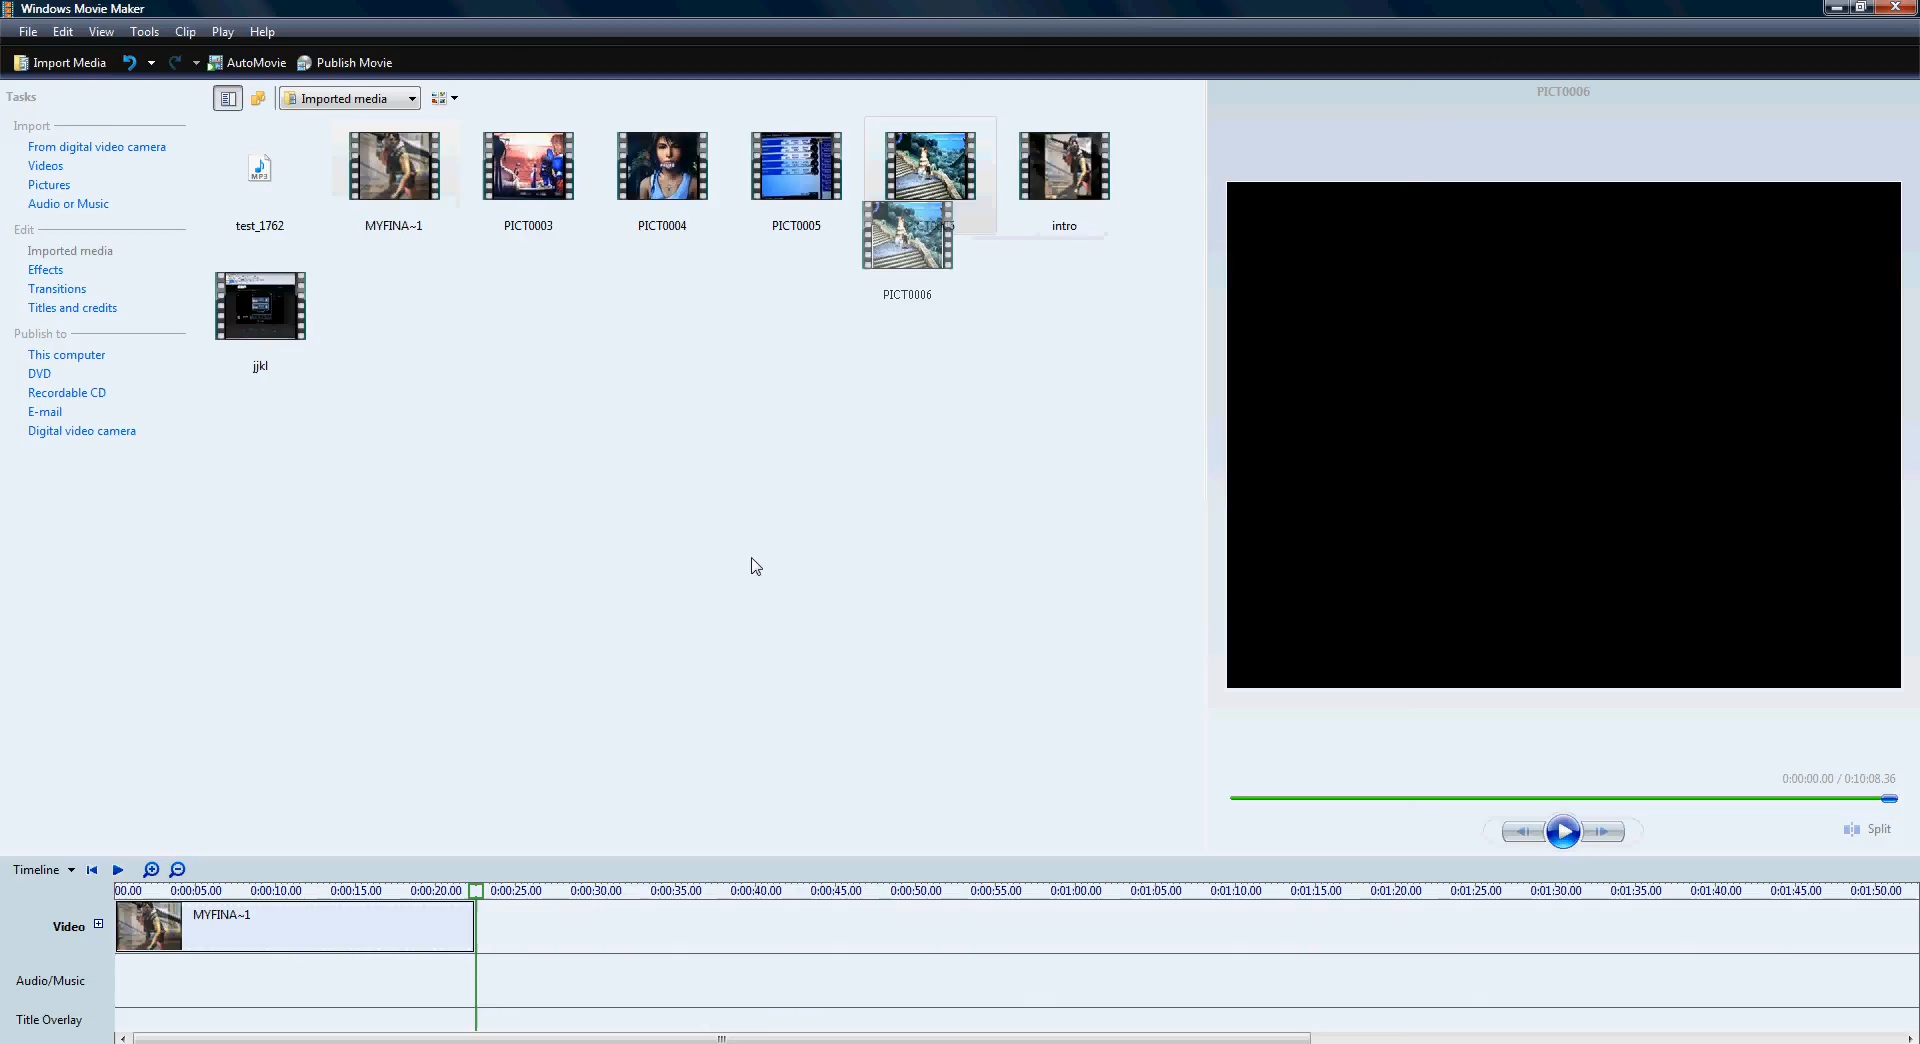 Windows Movie Maker
File Edit View Tools Clip Play Help
Import Media AutoMovie Publish Movie
Tasks
Import
From digital video camera
Videos
Pictures
Audio or Music
Edit
Imported media
Effects
Transitions
Titles and credits
Publish to
This computer
DVD
Recordable CD
E-mail
Digital video camera
Imported media
MP3
test_1762 MYFINA~1 PICT0003 PICT0004 PICT0005 intro
PICT0006
jjkl
PICT0006
0:00:00.00 / 0:10:08.36
Split
Timeline
00.00 0:00:05.00 0:00:10.00 0:00:15.00 0:00:20.00 0:00:25.00 0:00:30.00 0:00:35.00 0:00:40.00 0:00:45.00 0:00:50.00 0:00:55.00 0:01:00.00 0:01:05.00 0:01:10.00 0:01:15.00 0:01:20.00 0:01:25.00 0:01:30.00 0:01:35.00 0:01:40.00 0:01:45.00 0:01:50.00
Video MYFINA~1
Audio/Music
Title Overlay